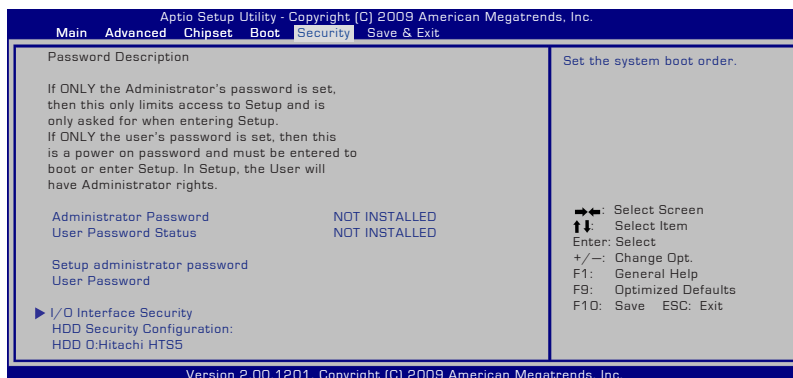 Aptio Setup Utility - Copyright (C) 2009 American Megatrends, Inc.
Main Advanced Chipset Boot Security Save & Exit
Password Description
If ONLY the Administrator's password is set,
then this only limits access to Setup and is
only asked for when entering Setup.
If ONLY the user's password is set, then this
is a power on password and must be entered to
boot or enter Setup. In Setup, the User will
have Administrator rights.
Administrator Password NOT INSTALLED
User Password Status NOT INSTALLED
Setup administrator password
User Password
I/O Interface Security
HDD Security Configuration:
HDD 0:Hitachi HTS5
Set the system boot order.
→←: Select Screen
↑↓: Select Item
Enter: Select
+/—: Change Opt.
F1: General Help
F9: Optimized Defaults
F10: Save ESC: Exit
Version 2.00.1201. Copyright (C) 2009 American Megatrends, Inc.